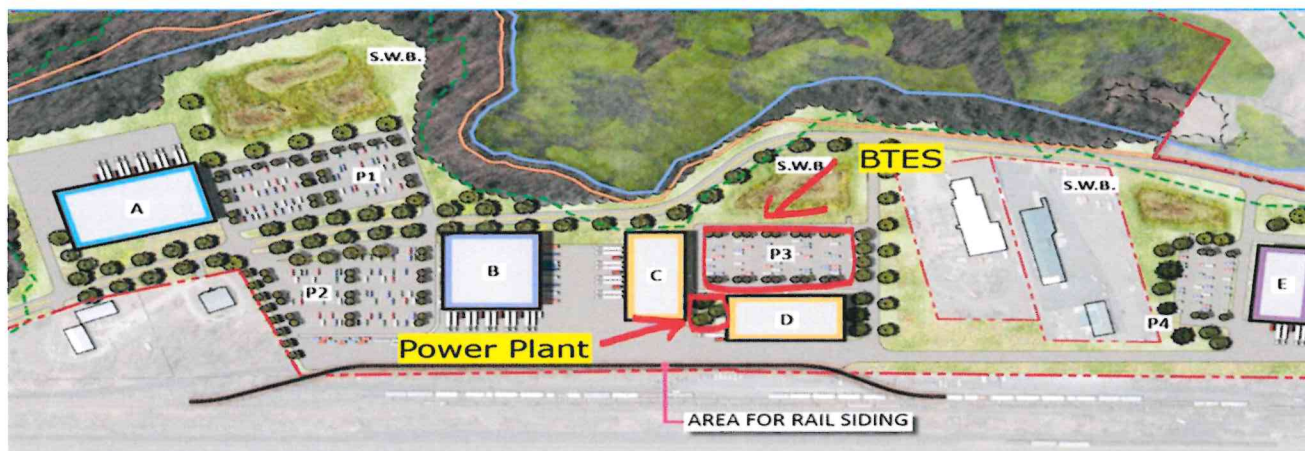 S.W.B.
A
P1
BTES
S.W.B.
S.W.B.
P3
B
C
E
P2
D
P4
Power Plant
AREA FOR RAIL SIDING